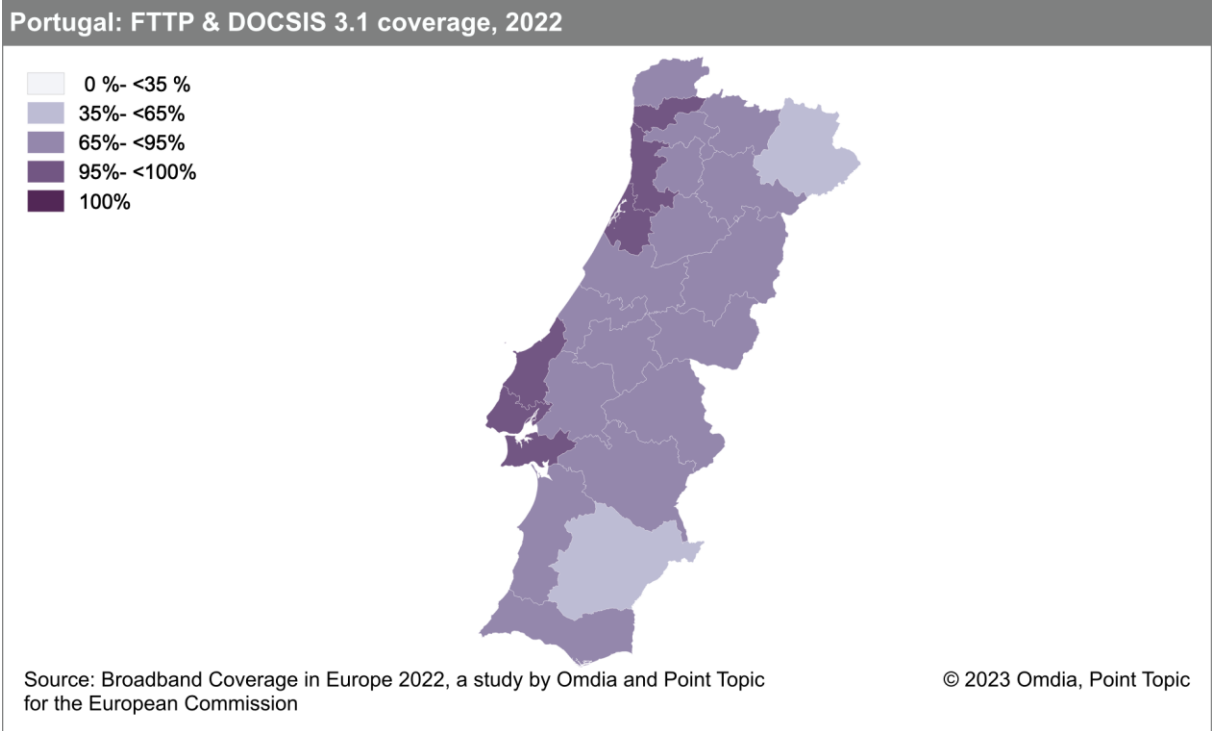 Portugal: FTTP & DOCSIS 3.1 coverage, 2022
0 %- <35 %
35%- <65%
65%- <95%
95%- <100%
100%
Source: Broadband Coverage in Europe 2022, a study by Omdia and Point Topic
for the European Commission
© 2023 Omdia, Point Topic